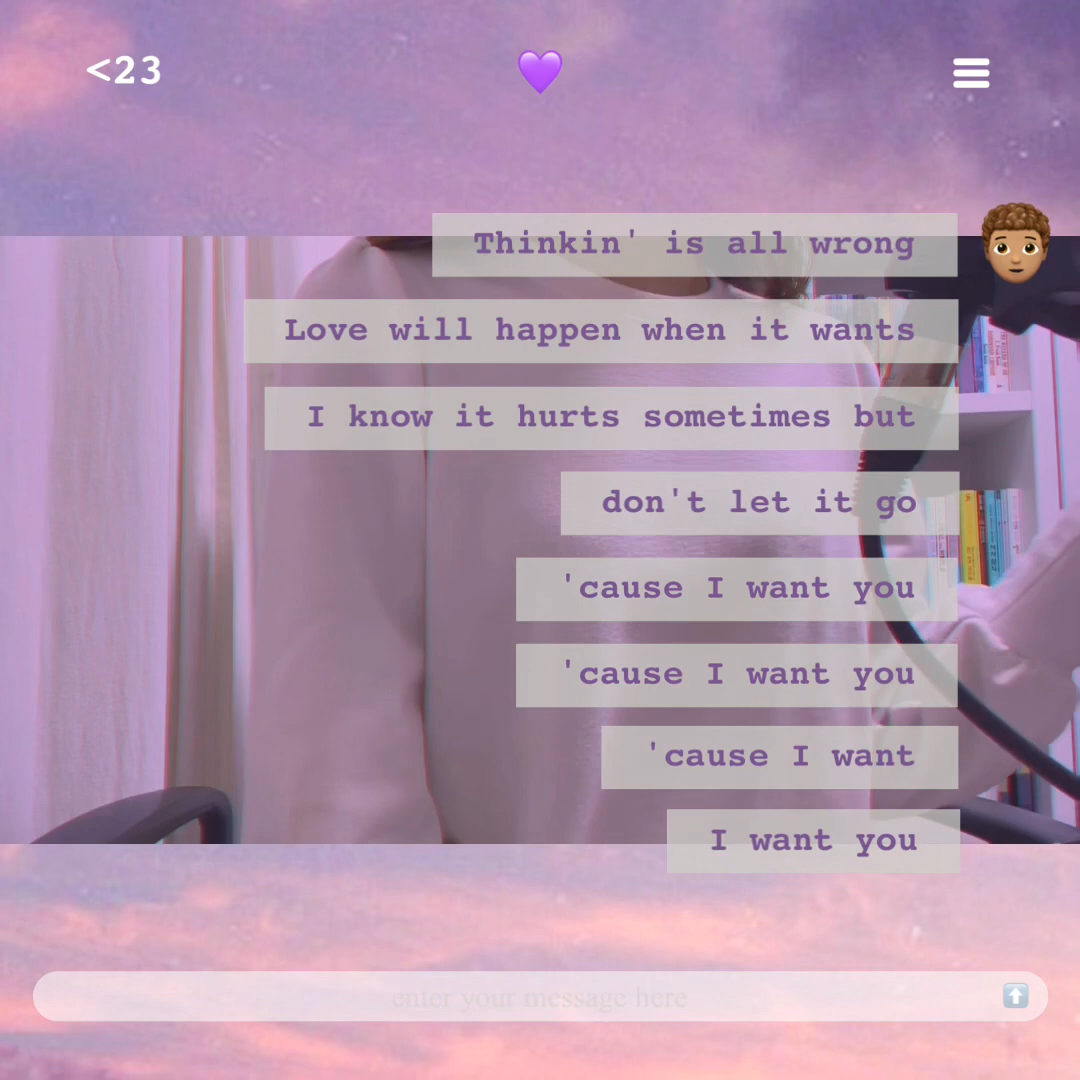 <23
Thinkin' is all wrong
Love will happen when it wants
I know it hurts sometimes but
don't let it go
'cause I want you
'cause I want you
'cause I want
I want you
enter your message here